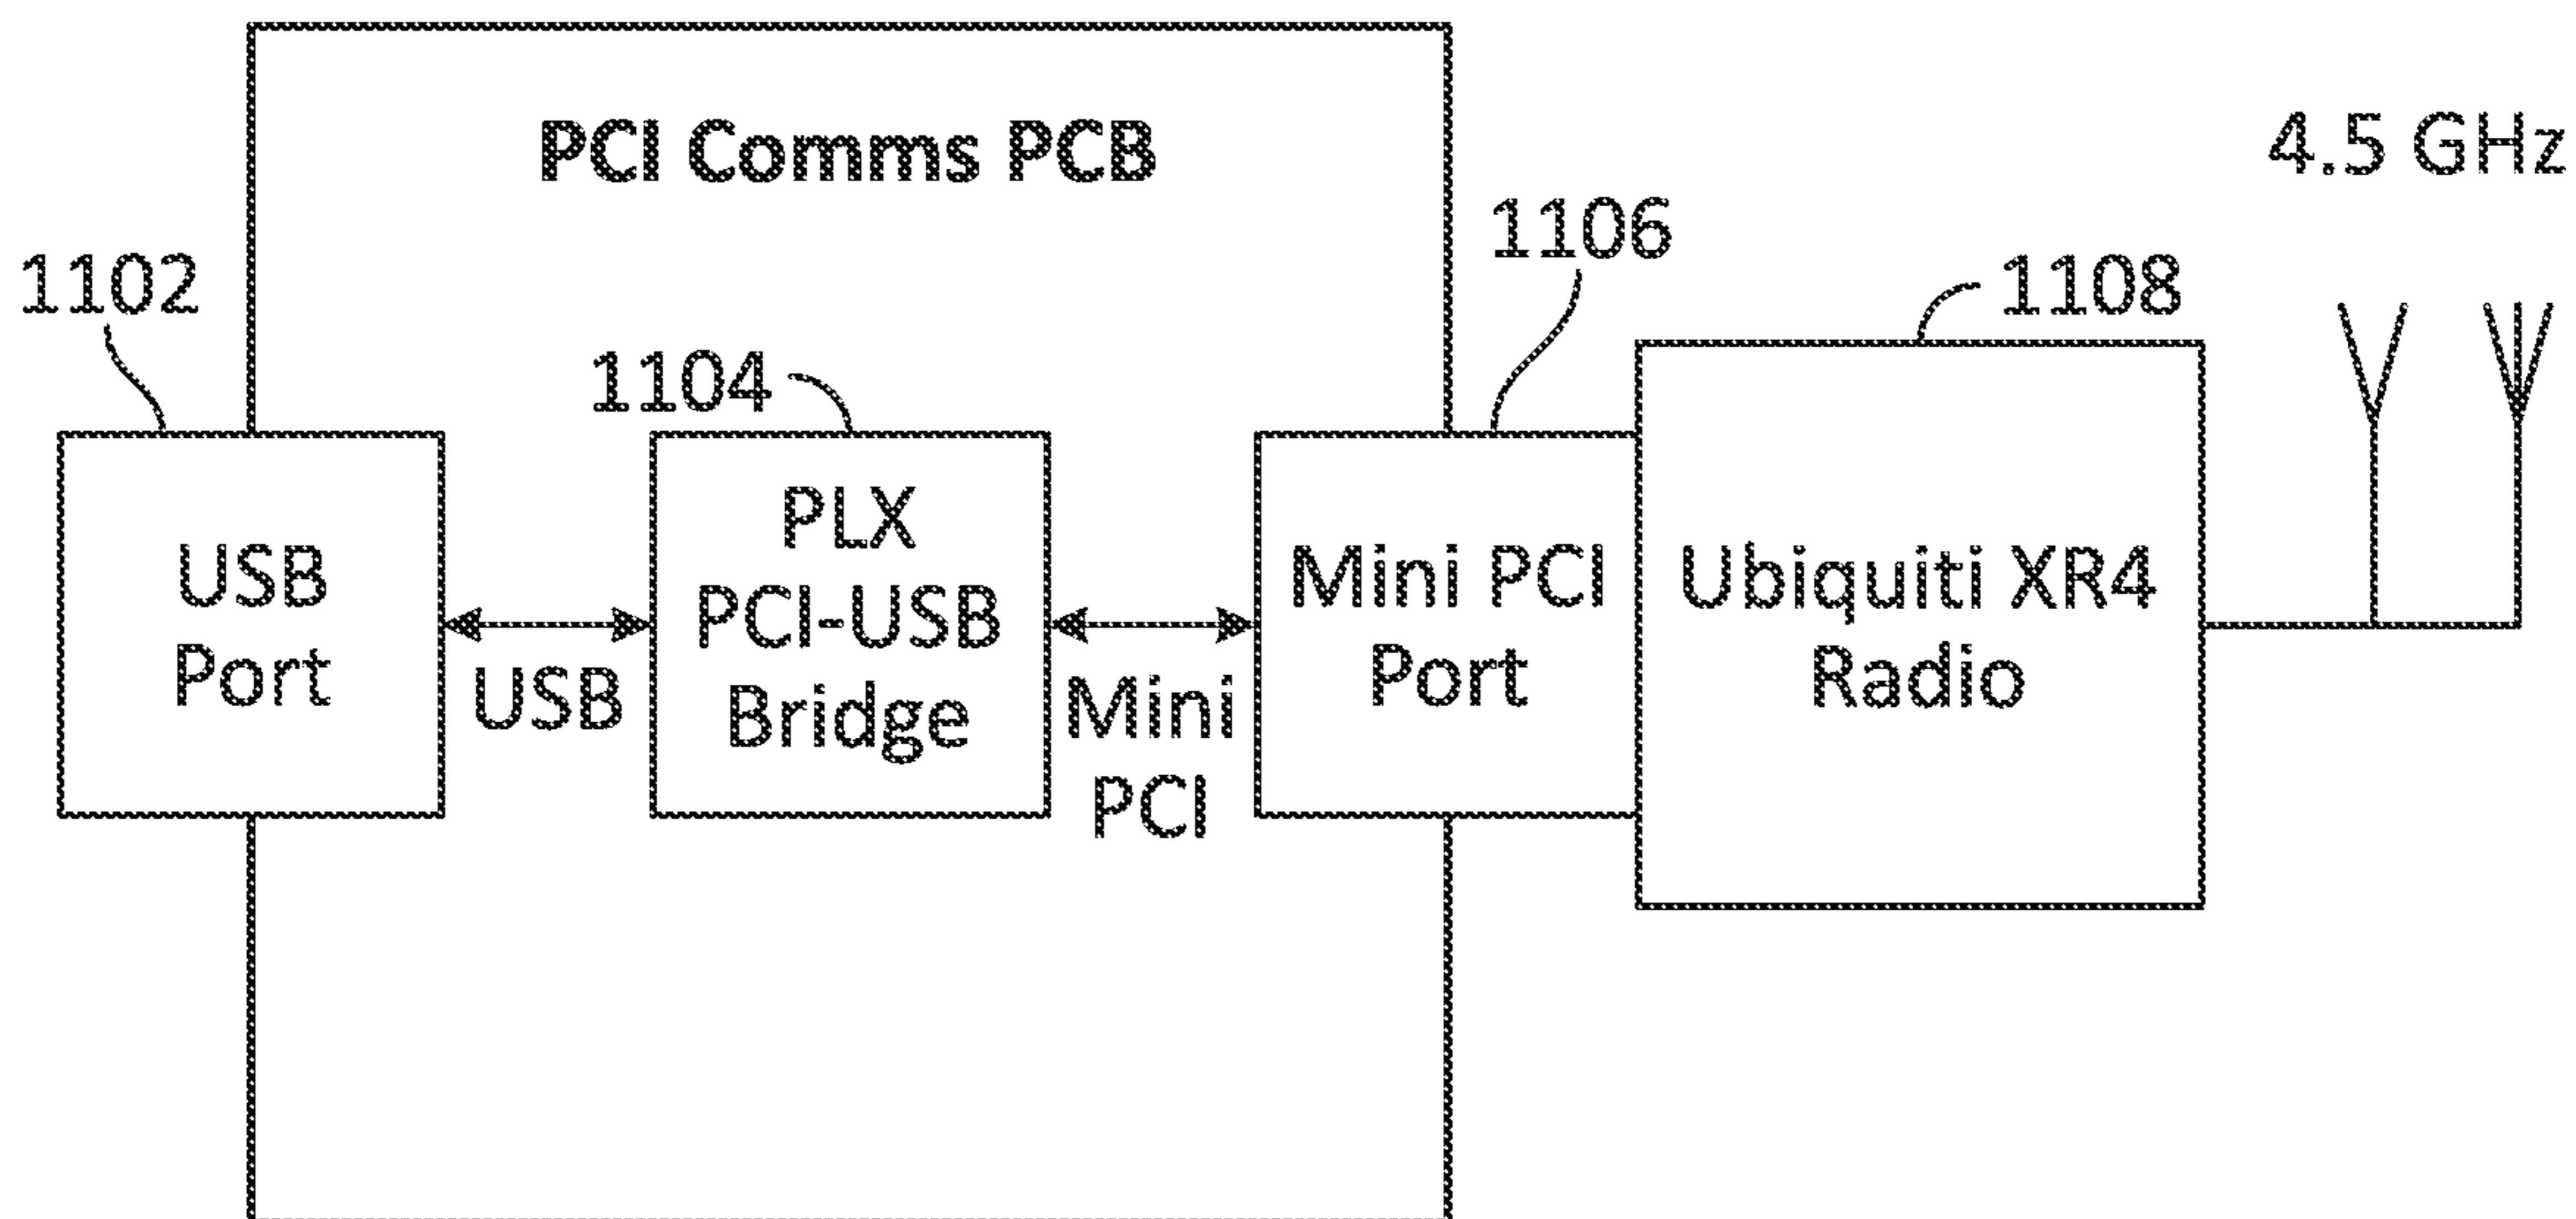 PCI Comms PCB
4.5 GHz
1102
1104
1106
1108
USB
Port
USB
PLX
PCI-USB
Bridge
Mini
PCI
Mini PCI
Port
Ubiquiti XR4
Radio